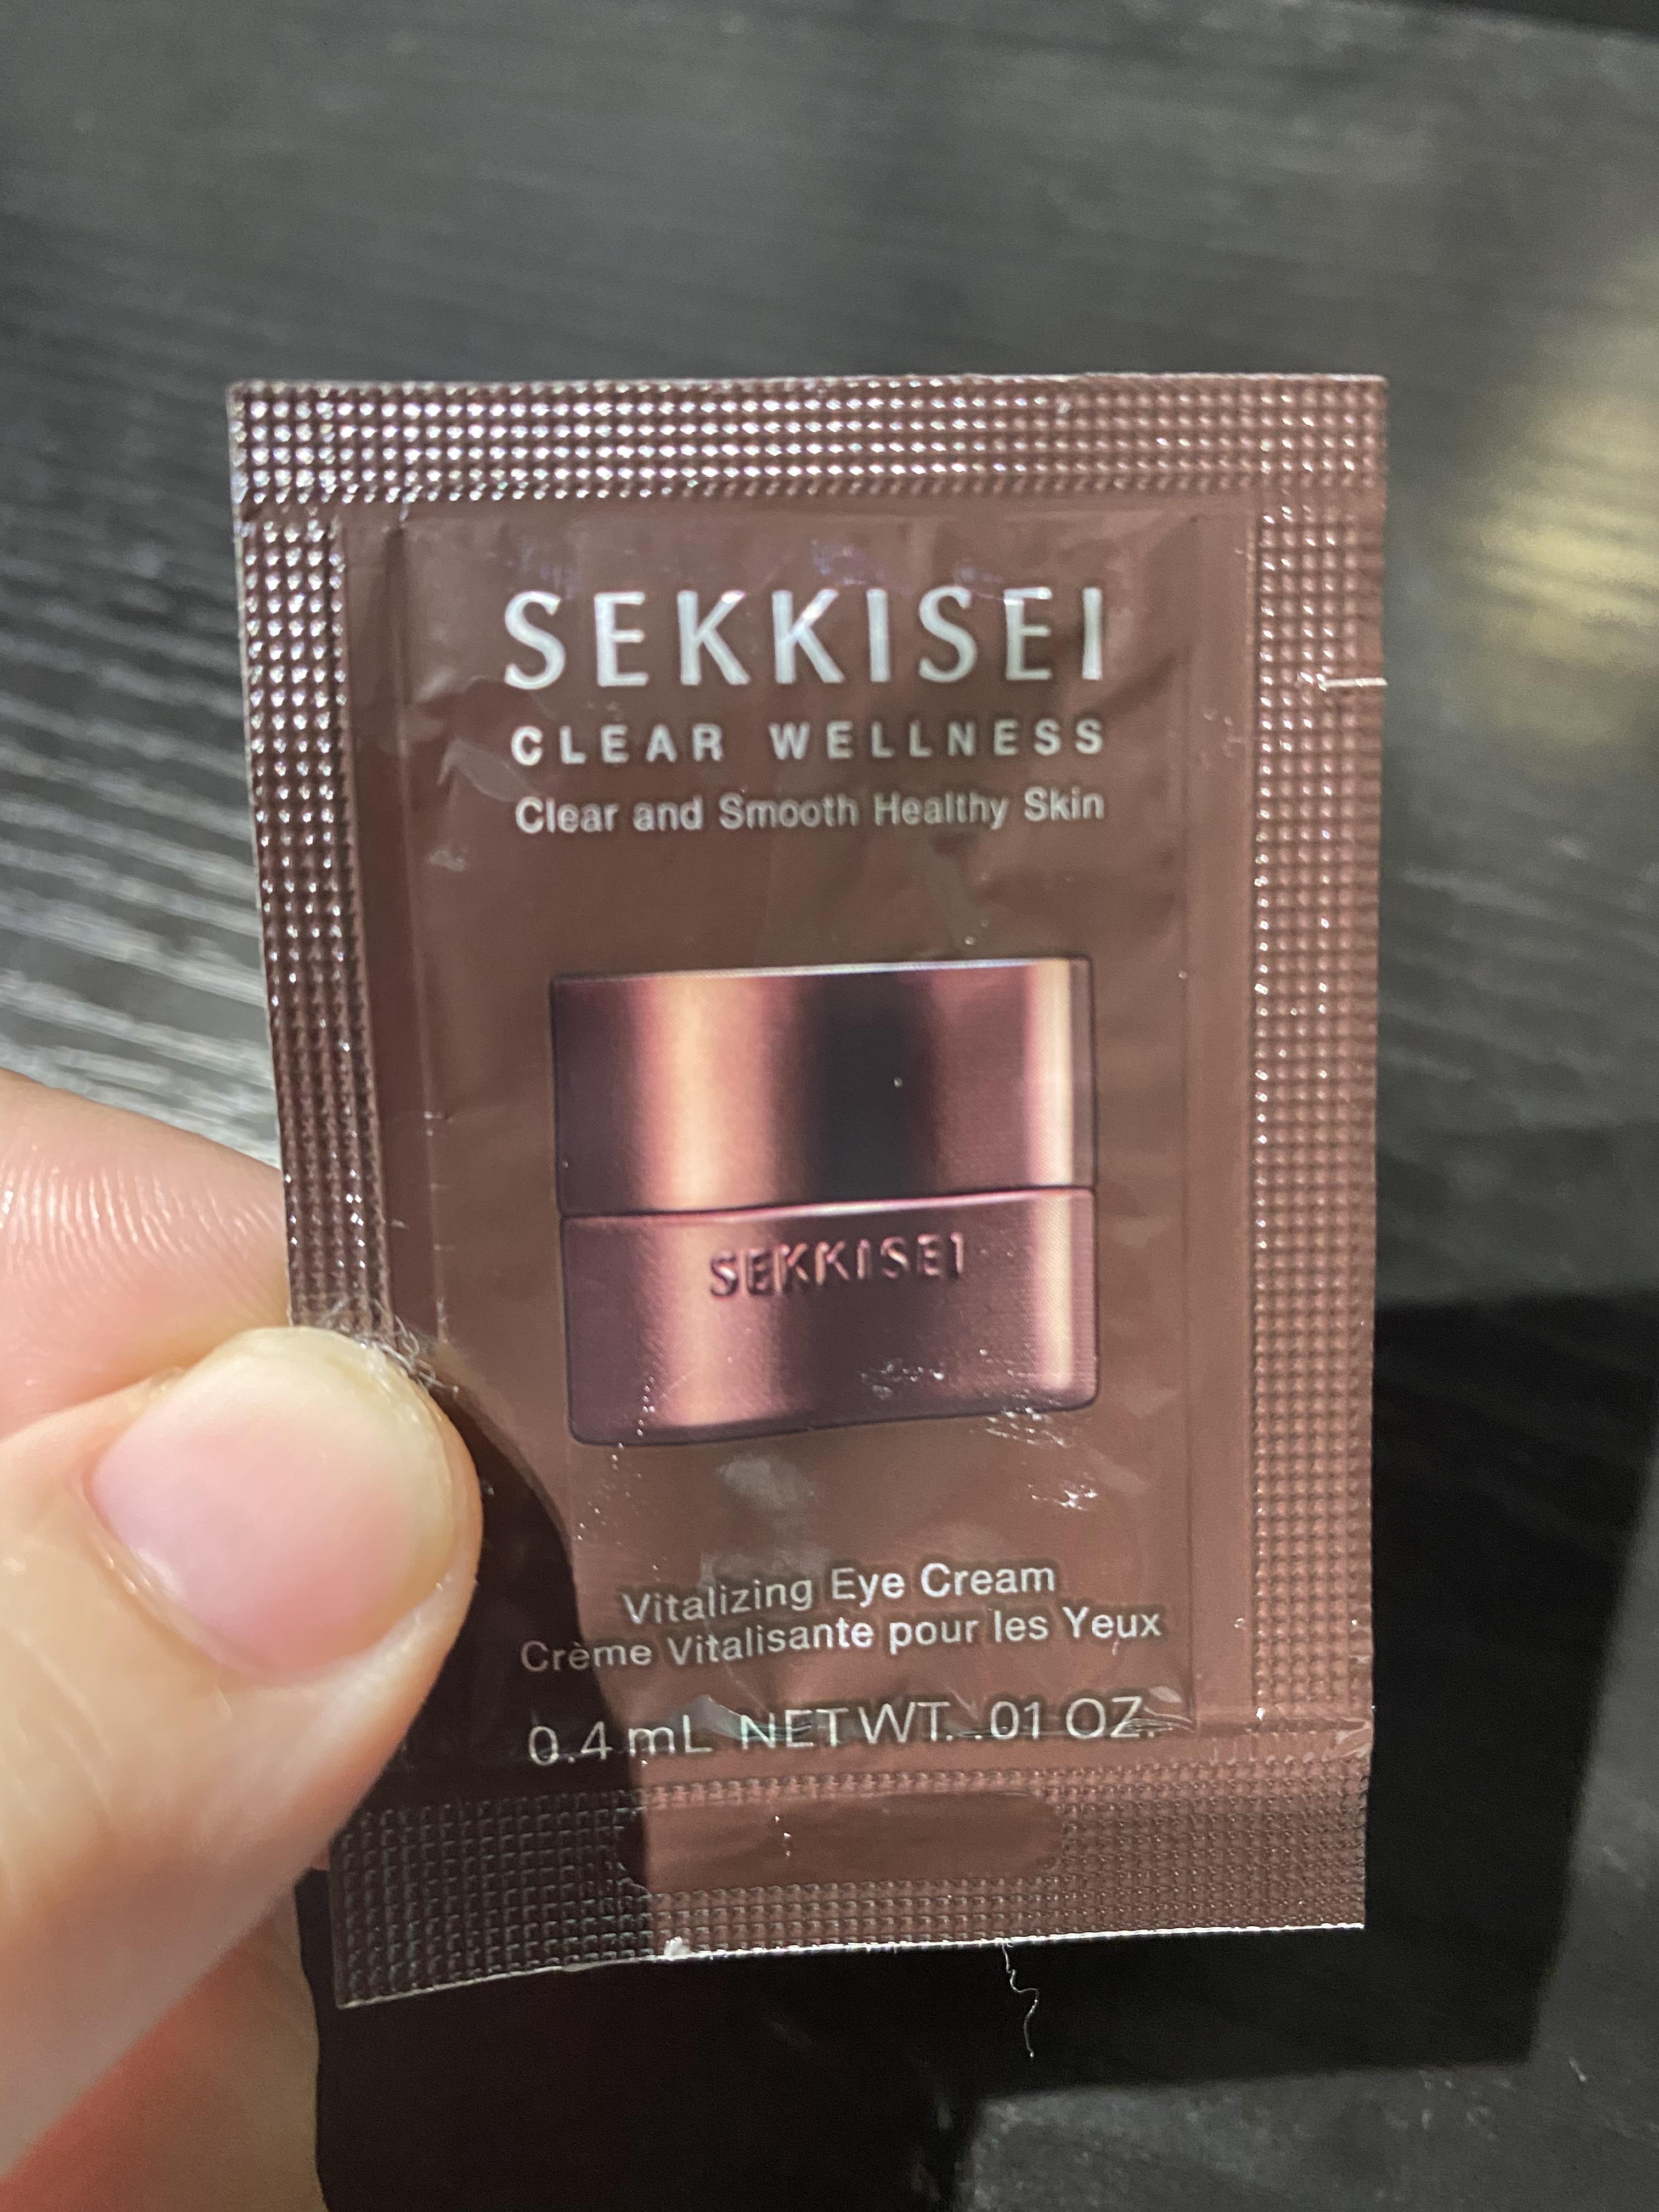 SEKKISEI
CLEAR WELLNESS
Clear and Smooth Healthy Skin
SEKKISEI
Vitalizing Eye Cream
Crème Vitalisante pour les Yeux
0.4 mL NET WT. .01 OZ.